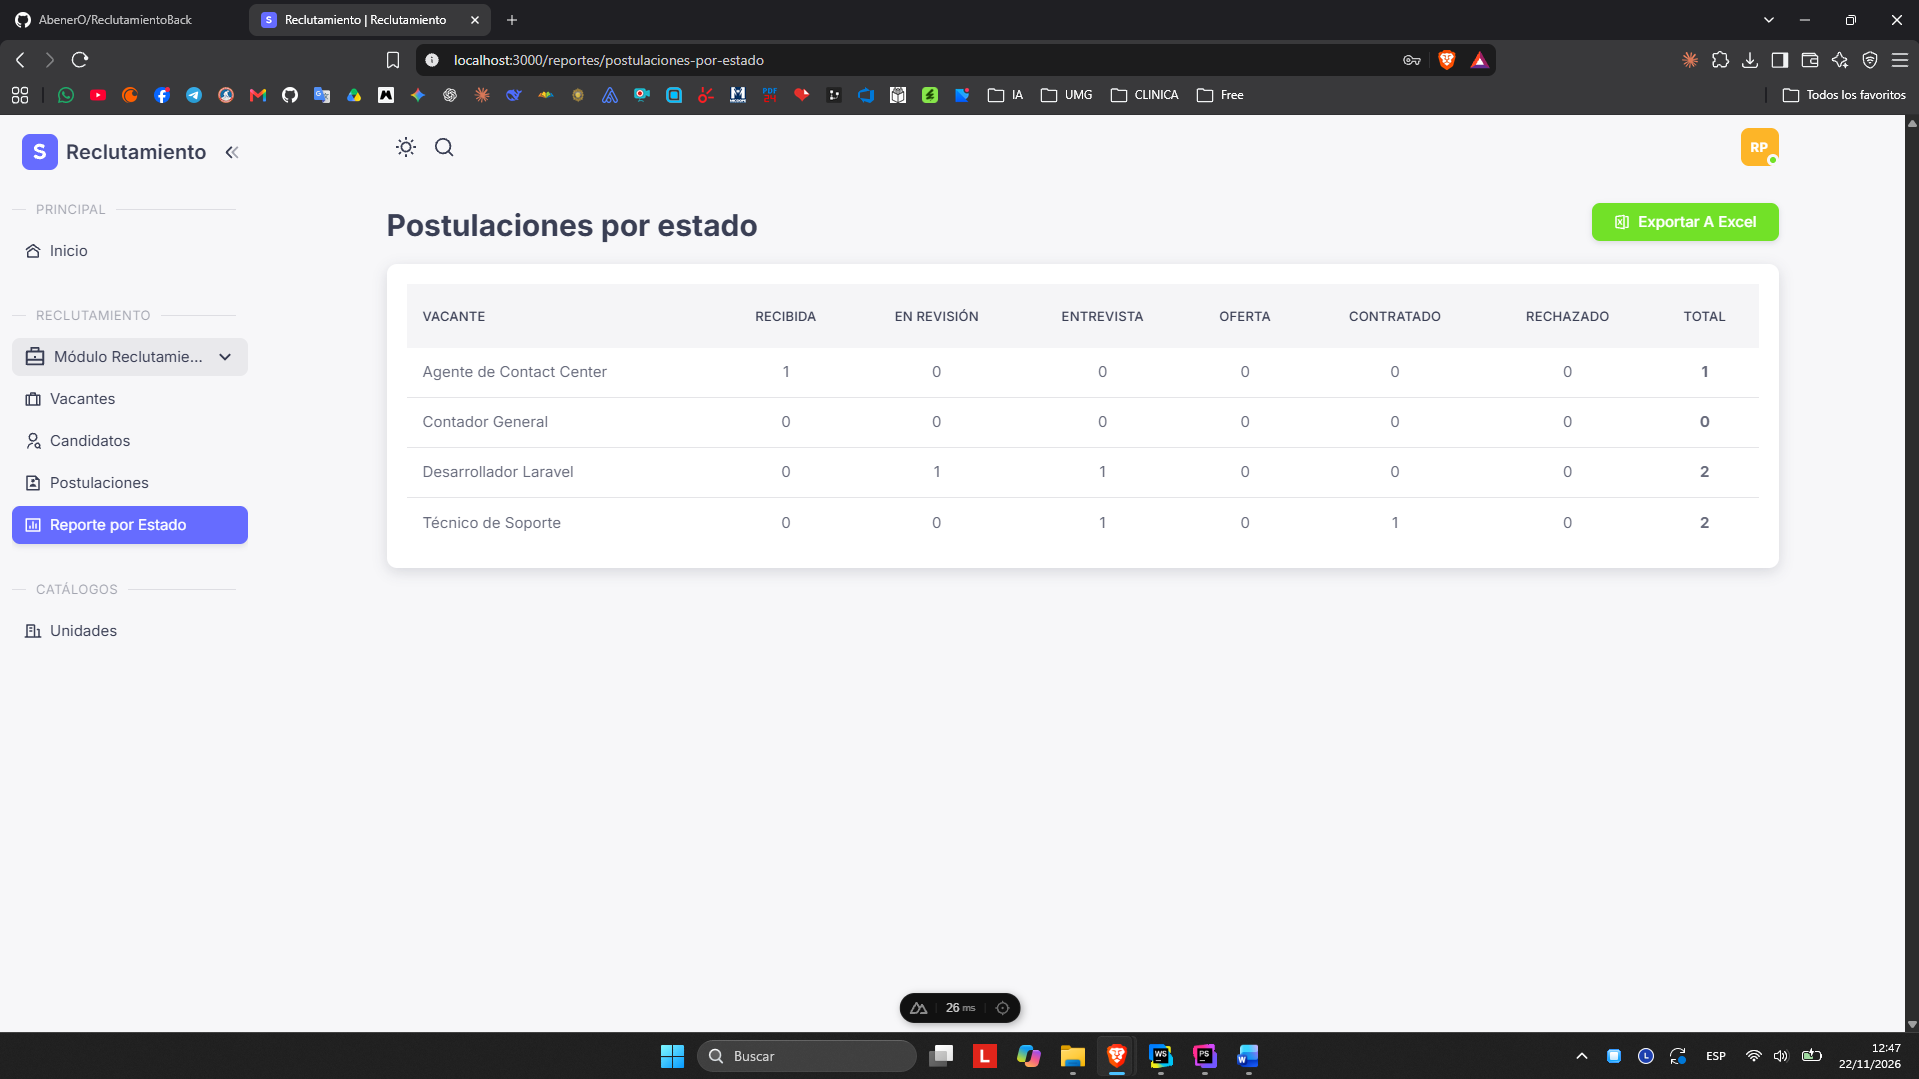 AbenerO/ReclutamientoBack
S Reclutamiento | Reclutamiento
localhost:3000/reportes/postulaciones-por-estado
IA UMG CLINICA Free Todos los favoritos
S Reclutamiento
RP
PRINCIPAL
Inicio
RECLUTAMIENTO
Módulo Reclutamie...
Vacantes
Candidatos
Postulaciones
Reporte por Estado
CATÁLOGOS
Unidades
Postulaciones por estado
Exportar A Excel
VACANTE RECIBIDA EN REVISIÓN ENTREVISTA OFERTA CONTRATADO RECHAZADO TOTAL
Agente de Contact Center 1 0 0 0 0 0 1
Contador General 0 0 0 0 0 0 0
Desarrollador Laravel 0 1 1 0 0 0 2
Técnico de Soporte 0 0 1 0 1 0 2
26 ms
Buscar
L
WS
PS
W
L
ESP
12:47
22/11/2026